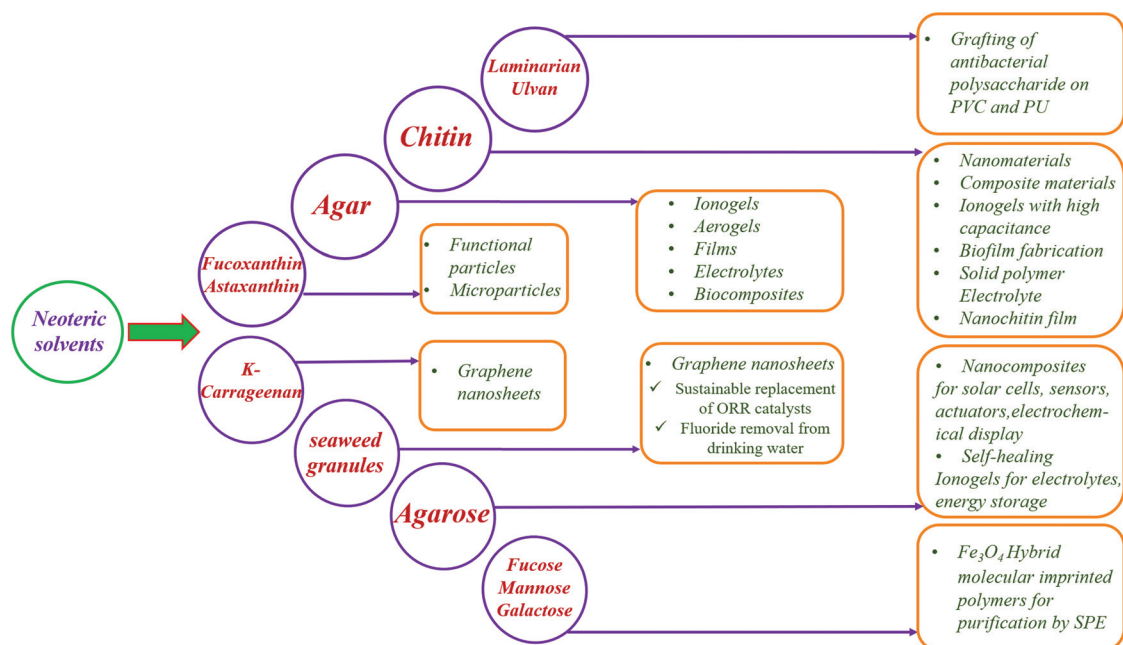 Neoteric
solvents
Laminarian
Ulvan
Chitin
Agar
Fucoxanthin
Astaxanthin
K-
Carrageenan
seaweed
granules
Agarose
Fucose
Mannose
Galactose
• Grafting of
antibacterial
polysaccharide on
PVC and PU
• Nanomaterials
• Composite materials
• Ionogels with high
capacitance
• Biofilm fabrication
• Solid polymer
Electrolyte
• Nanochitin film
• Ionogels
• Aerogels
• Films
• Electrolytes
• Biocomposites
• Functional
particles
• Microparticles
• Graphene
nanosheets
• Graphene nanosheets
✓ Sustainable replacement
of ORR catalysts
✓ Fluoride removal from
drinking water
• Nanocomposites
for solar cells, sensors,
actuators,electrochem-
ical display
• Self-healing
Ionogels for electrolytes,
energy storage
• Fe₃O₄ Hybrid
molecular imprinted
polymers for
purification by SPE